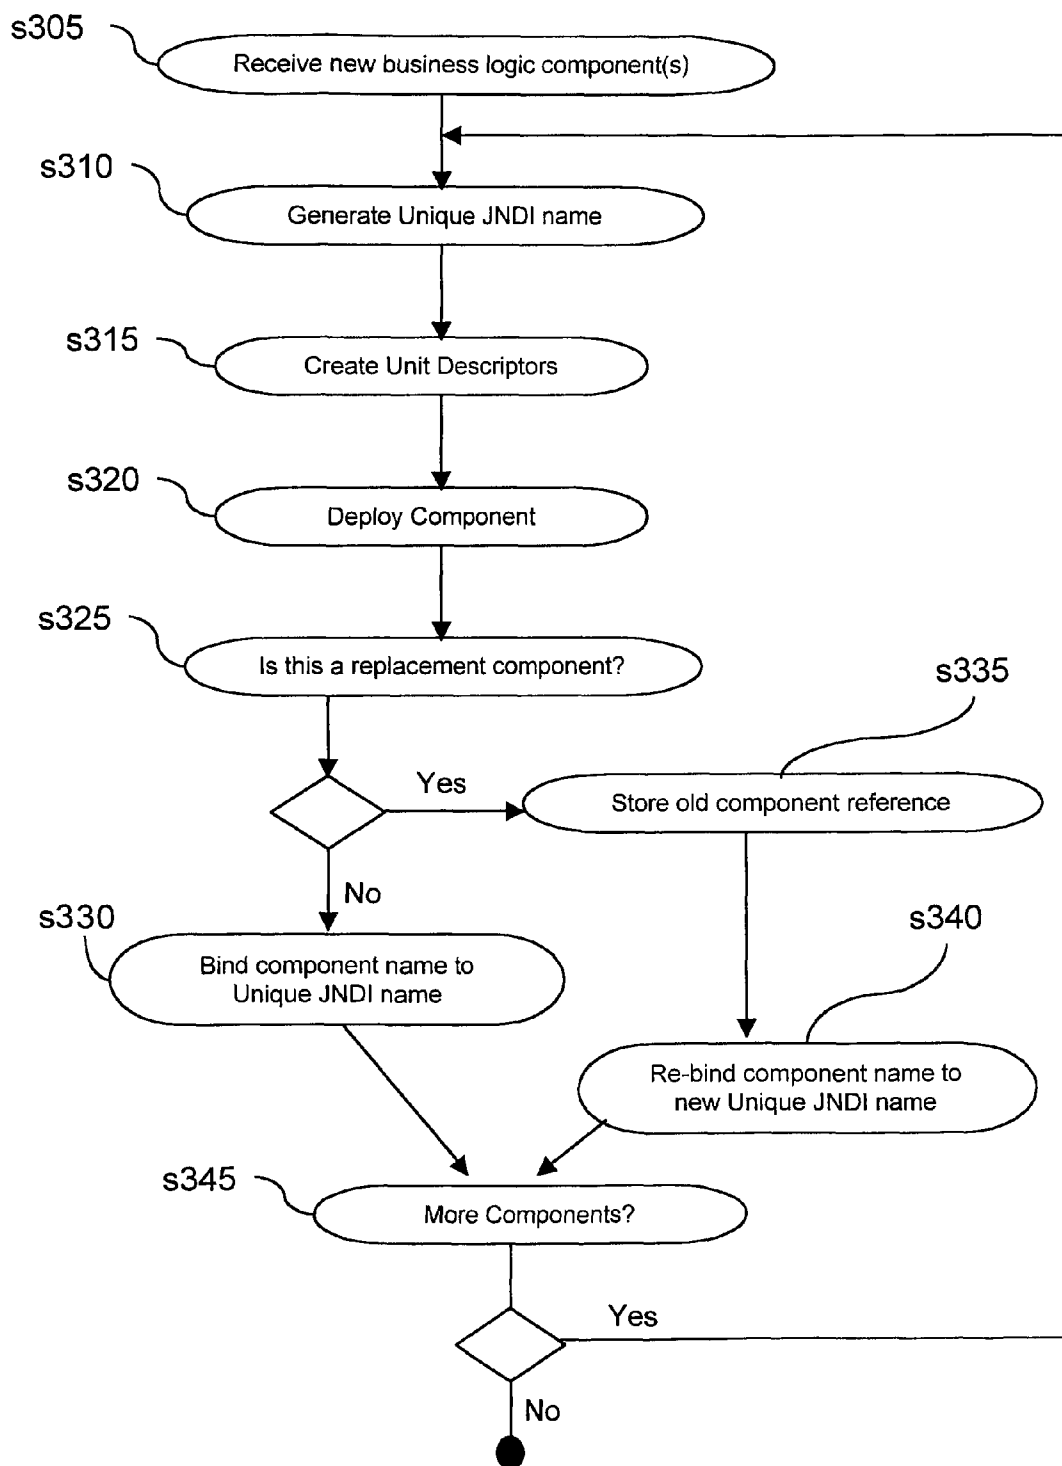 s305
Receive new business logic component(s)
s310
Generate Unique JNDI name
s315
Create Unit Descriptors
s320
Deploy Component
s325
Is this a replacement component?
s335
Yes
Store old component reference
No
s330
Bind component name to
Unique JNDI name
s340
Re-bind component name to
new Unique JNDI name
s345
More Components?
Yes
No